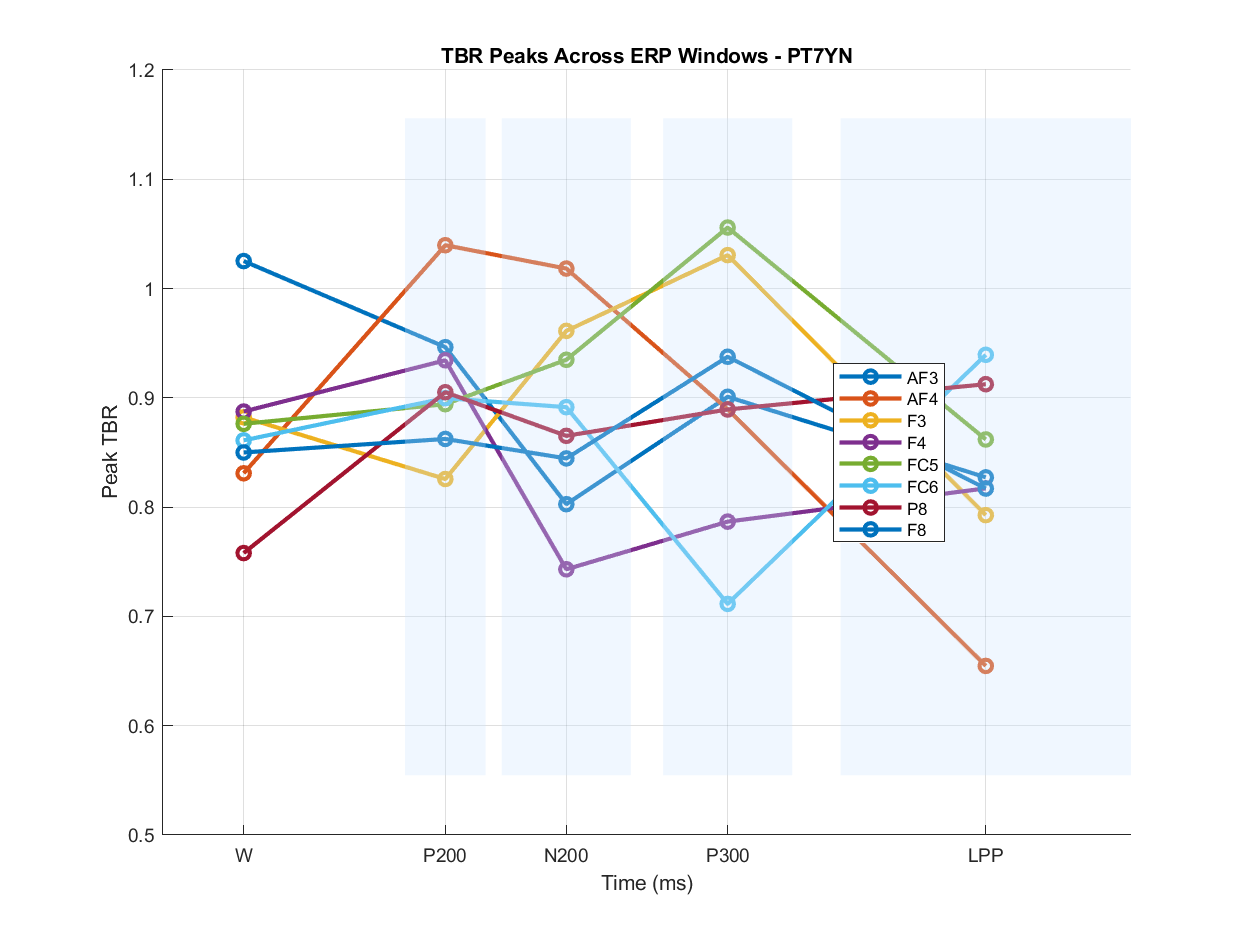 TBR Peaks Across ERP Windows - PT7YN
1.2
1.1
1
0.9
0.8
0.7
0.6
0.5
Peak TBR
AF3
AF4
F3
F4
FC5
FC6
P8
F8
W P200 N200 P300 LPP
Time (ms)